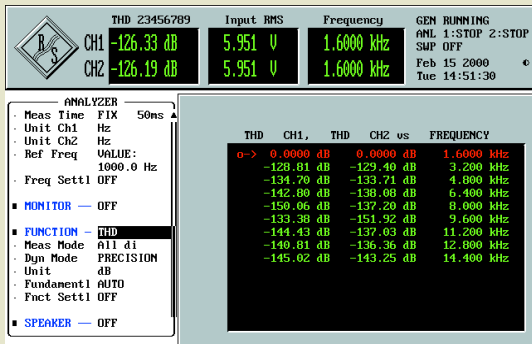 THD 23456789 Input RMS Frequency GEN RUNNING
R S CH1 -126.33 dB 5.951 V 1.6000 kHz ANL 1:STOP 2:STOP
SWP OFF
CH2 -126.19 dB 5.951 V 1.6000 kHz Feb 15 2000
Tue 14:51:30
ANALYZER
Meas Time FIX 50ms
Unit Ch1 Hz
Unit Ch2 Hz
Ref Freq VALUE:
1000.0 Hz
Freq Settl OFF
MONITOR — OFF
FUNCTION - THD
Meas Mode All di
Dyn Mode PRECISION
Unit dB
Fundamentl AUTO
Fnct Settl OFF
SPEAKER — OFF
THD CH1, THD CH2 vs FREQUENCY
o-> 0.0000 dB 0.0000 dB 1.6000 kHz
-128.81 dB -129.40 dB 3.200 kHz
-134.70 dB -133.71 dB 4.800 kHz
-142.80 dB -138.08 dB 6.400 kHz
-150.06 dB -137.20 dB 8.000 kHz
-133.38 dB -151.92 dB 9.600 kHz
-144.43 dB -137.03 dB 11.200 kHz
-140.81 dB -136.36 dB 12.800 kHz
-145.02 dB -143.25 dB 14.400 kHz